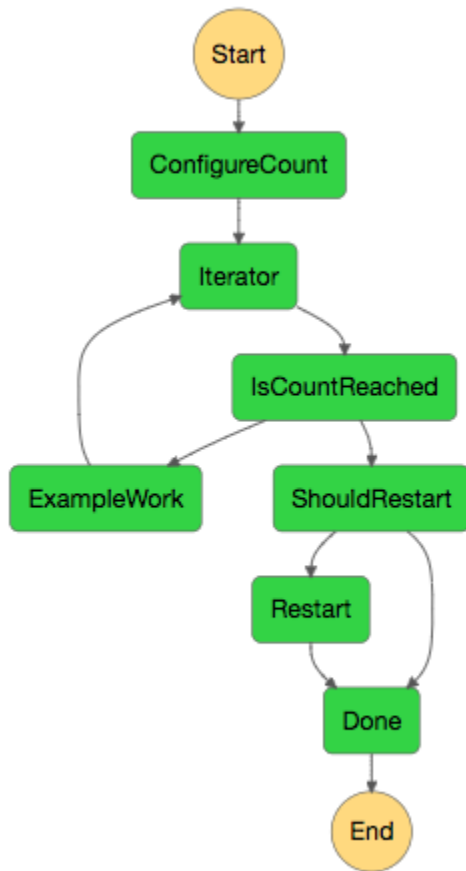 Start
ConfigureCount
Iterator
IsCountReached
ExampleWork
ShouldRestart
Restart
Done
End